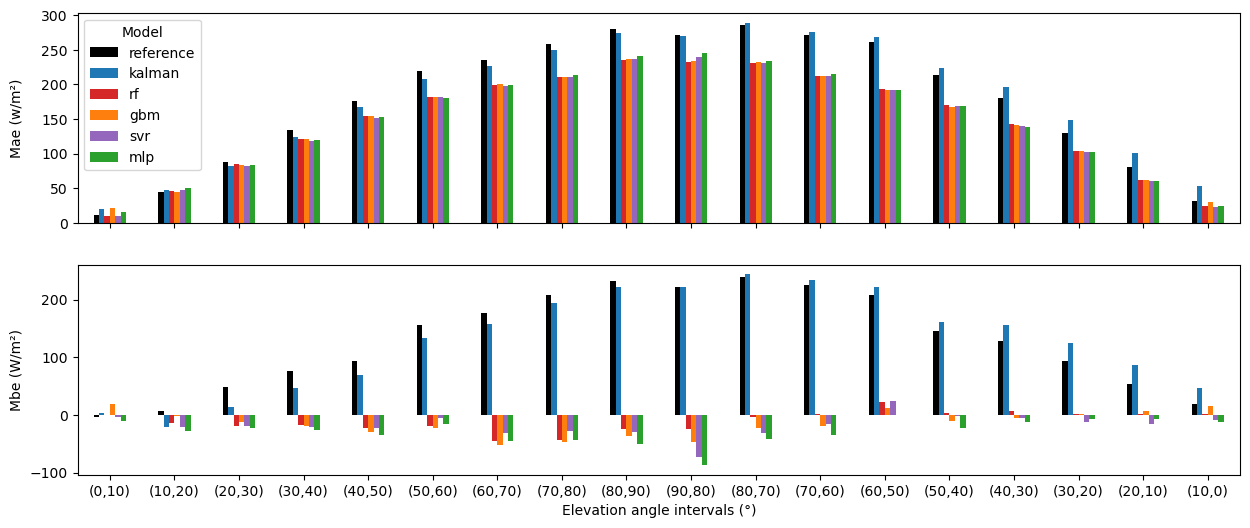 Model
reference
kalman
rf
gbm
svr
mlp
Mae (w/m²)
300
250
200
150
100
50
0
Mbe (W/m²)
200
100
0
−100
(0,10) (10,20) (20,30) (30,40) (40,50) (50,60) (60,70) (70,80) (80,90) (90,80) (80,70) (70,60) (60,50) (50,40) (40,30) (30,20) (20,10) (10,0)
Elevation angle intervals (°)